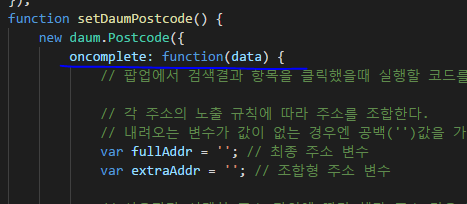 });
function setDaumPostcode() {
new daum.Postcode({
oncomplete: function(data) {
// 팝업에서 검색결과 항목을 클릭했을때 실행할 코드를
// 각 주소의 노출 규칙에 따라 주소를 조합한다.
// 내려오는 변수가 값이 없는 경우엔 공백('')값을 가
var fullAddr = ''; // 최종 주소 변수
var extraAddr = ''; // 조합형 주소 변수